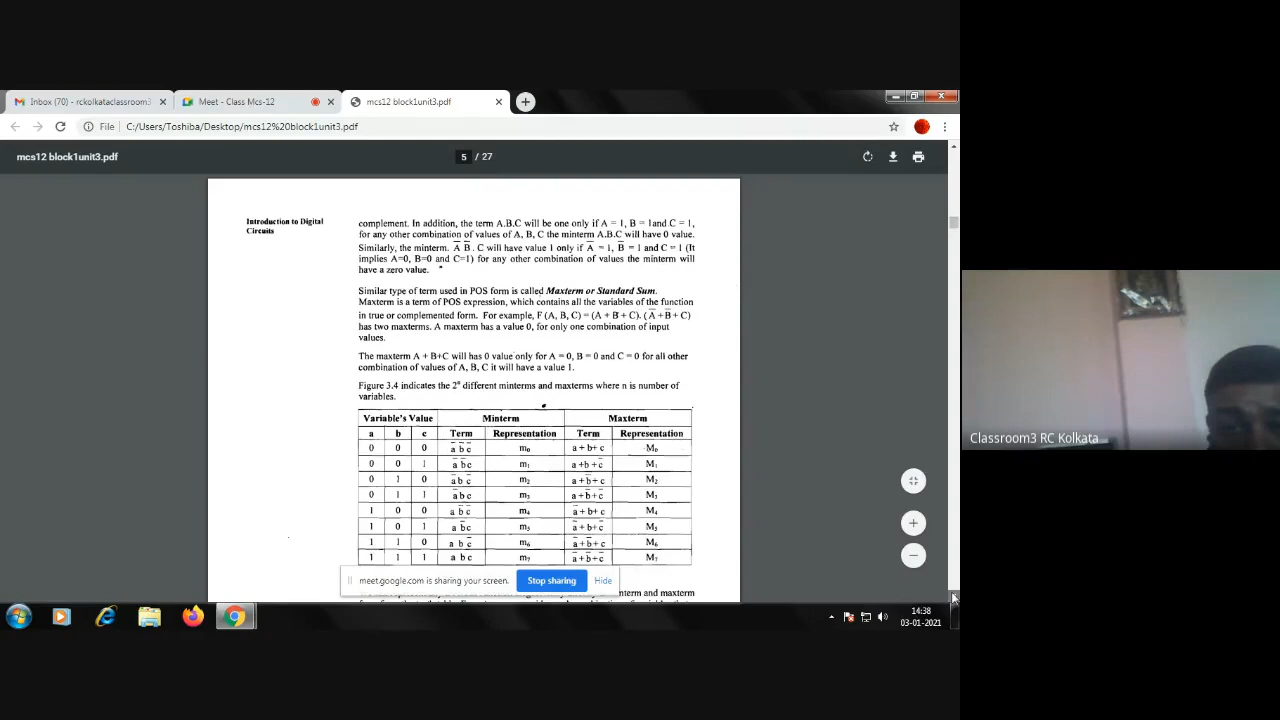 Inbox (70) - rckolkataclassroom3
Meet - Class Mcs-12
mcs12 block1unit3.pdf
File C:/Users/Toshiba/Desktop/mcs12%20block1unit3.pdf
mcs12 block1unit3.pdf
5 / 27
Introduction to Digital
Circuits
complement. In addition, the term A.B.C will be one only if A = 1, B = 1and C = 1,
for any other combination of values of A, B, C the minterm A.B.C will have 0 value.
Similarly, the minterm. A̅ B̅ . C will have value 1 only if A̅ = 1, B̅ = 1 and C = 1 (It
implies A=0, B=0 and C=1) for any other combination of values the minterm will
have a zero value.
Similar type of term used in POS form is called Maxterm or Standard Sum.
Maxterm is a term of POS expression, which contains all the variables of the function
in true or complemented form. For example, F (A, B, C) = (A + B + C). (A̅ +B̅ + C)
has two maxterms. A maxterm has a value 0, for only one combination of input
values.
The maxterm A + B+C will has 0 value only for A = 0, B = 0 and C = 0 for all other
combination of values of A, B, C it will have a value 1.
Figure 3.4 indicates the 2ⁿ different minterms and maxterms where n is number of
variables.
Variable's Value Minterm Maxterm
a b c Term Representation Term Representation
0 0 0 a̅ b̅ c̅ m₀ a + b+ c M₀
0 0 1 a̅ b̅ c m₁ a +b + c̅ M₁
0 1 0 a̅ b c̅ m₂ a + b̅ + c M₂
0 1 1 a̅ b c m₃ a + b̅ + c̅ M₃
1 0 0 a b̅ c̅ m₄ a̅ + b+ c M₄
1 0 1 a b̅ c m₅ a̅ + b+ c̅ M₅
1 1 0 a b c̅ m₆ a̅ + b̅ + c M₆
1 1 1 a b c m₇ a̅ + b̅ + c̅ M₇
meet.google.com is sharing your screen. Stop sharing Hide
and maxterm
Classroom3 RC Kolkata
14:38
03-01-2021